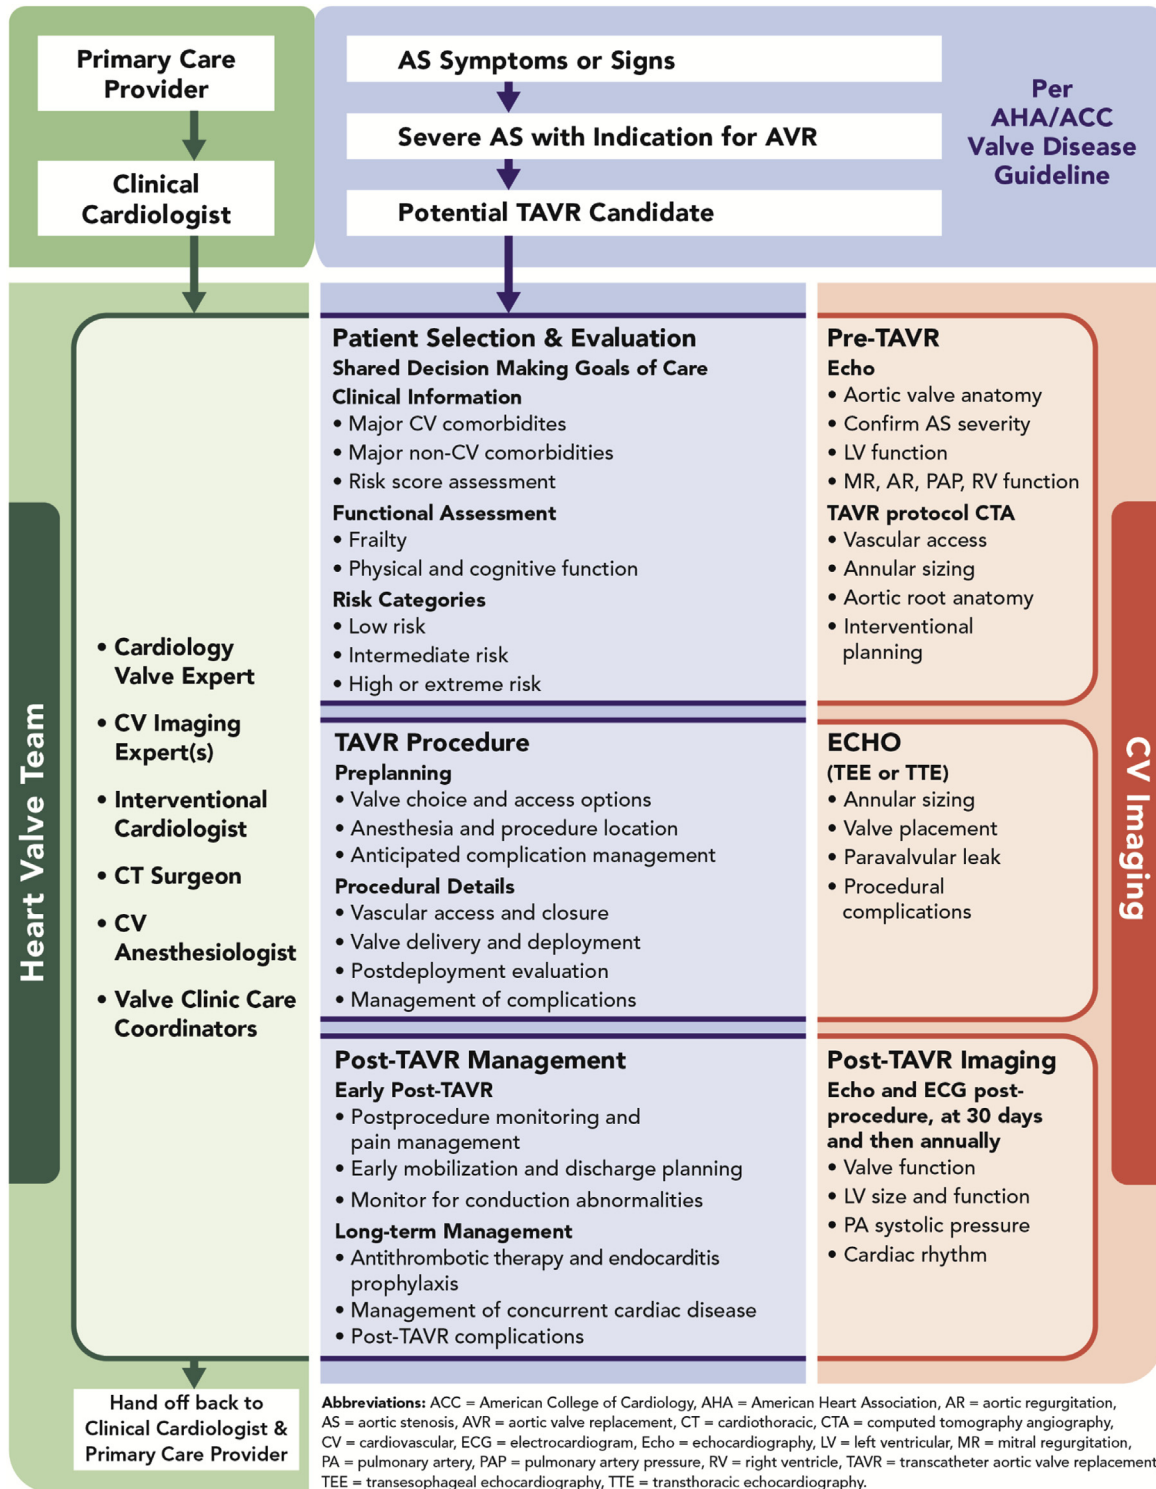 Primary Care
Provider
Clinical
Cardiologist
AS Symptoms or Signs
Severe AS with Indication for AVR
Potential TAVR Candidate
Per
AHA/ACC
Valve Disease
Guideline
Heart Valve Team
• Cardiology
Valve Expert
• CV Imaging
Expert(s)
• Interventional
Cardiologist
• CT Surgeon
• CV
Anesthesiologist
• Valve Clinic Care
Coordinators
Hand off back to
Clinical Cardiologist &
Primary Care Provider
Patient Selection & Evaluation
Shared Decision Making Goals of Care
Clinical Information
• Major CV comorbidites
• Major non-CV comorbidities
• Risk score assessment
Functional Assessment
• Frailty
• Physical and cognitive function
Risk Categories
• Low risk
• Intermediate risk
• High or extreme risk
TAVR Procedure
Preplanning
• Valve choice and access options
• Anesthesia and procedure location
• Anticipated complication management
Procedural Details
• Vascular access and closure
• Valve delivery and deployment
• Postdeployment evaluation
• Management of complications
Post-TAVR Management
Early Post-TAVR
• Postprocedure monitoring and
pain management
• Early mobilization and discharge planning
• Monitor for conduction abnormalities
Long-term Management
• Antithrombotic therapy and endocarditis
prophylaxis
• Management of concurrent cardiac disease
• Post-TAVR complications
Pre-TAVR
Echo
• Aortic valve anatomy
• Confirm AS severity
• LV function
• MR, AR, PAP, RV function
TAVR protocol CTA
• Vascular access
• Annular sizing
• Aortic root anatomy
• Interventional
planning
ECHO
(TEE or TTE)
• Annular sizing
• Valve placement
• Paravalvular leak
• Procedural
complications
Post-TAVR Imaging
Echo and ECG post-
procedure, at 30 days
and then annually
• Valve function
• LV size and function
• PA systolic pressure
• Cardiac rhythm
CV Imaging
Abbreviations: ACC = American College of Cardiology, AHA = American Heart Association, AR = aortic regurgitation,
AS = aortic stenosis, AVR = aortic valve replacement, CT = cardiothoracic, CTA = computed tomography angiography,
CV = cardiovascular, ECG = electrocardiogram, Echo = echocardiography, LV = left ventricular, MR = mitral regurgitation,
PA = pulmonary artery, PAP = pulmonary artery pressure, RV = right ventricle, TAVR = transcatheter aortic valve replacement
TEE = transesophageal echocardiography, TTE = transthoracic echocardiography.